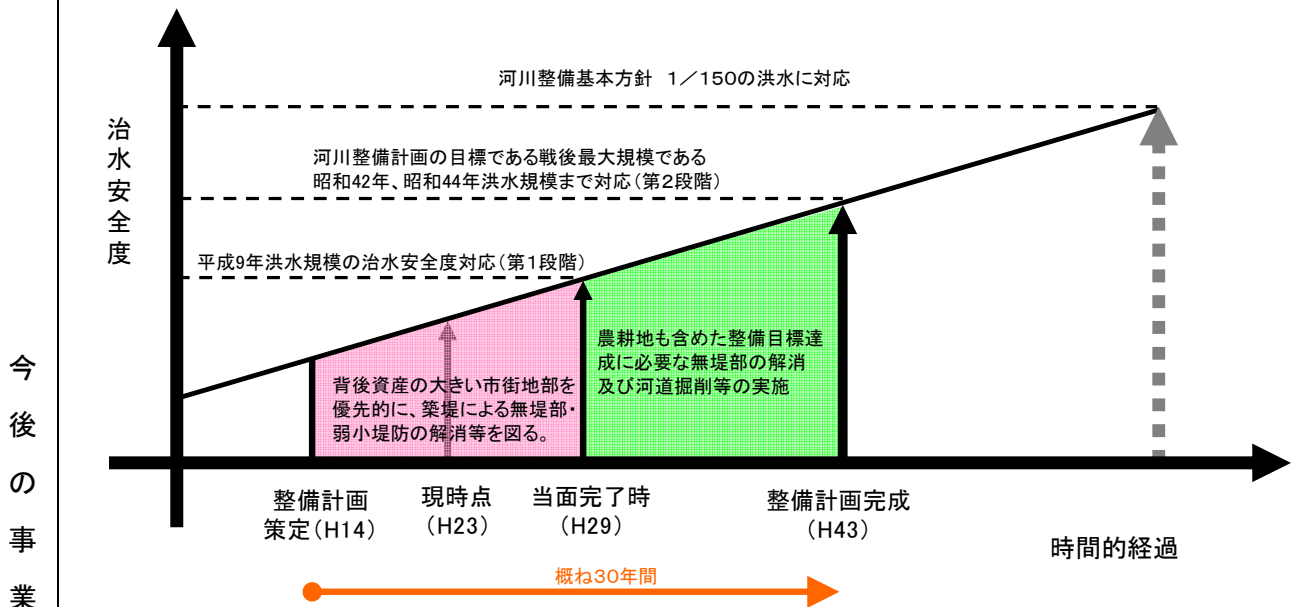 河川整備基本方針 1/150の洪水に対応
治水安全度
河川整備計画の目標である戦後最大規模である
昭和42年、昭和44年洪水規模まで対応(第2段階)
平成9年洪水規模の治水安全度対応(第1段階)
農耕地も含めた整備目標達
成に必要な無堤部の解消
及び河道掘削等の実施
背後資産の大きい市街地部を
優先的に、築堤による無堤部・
弱小堤防の解消等を図る。
今後の事業
整備計画
策定(H14)
現時点
(H23)
当面完了時
(H29)
整備計画完成
(H43)
時間的経過
概ね30年間